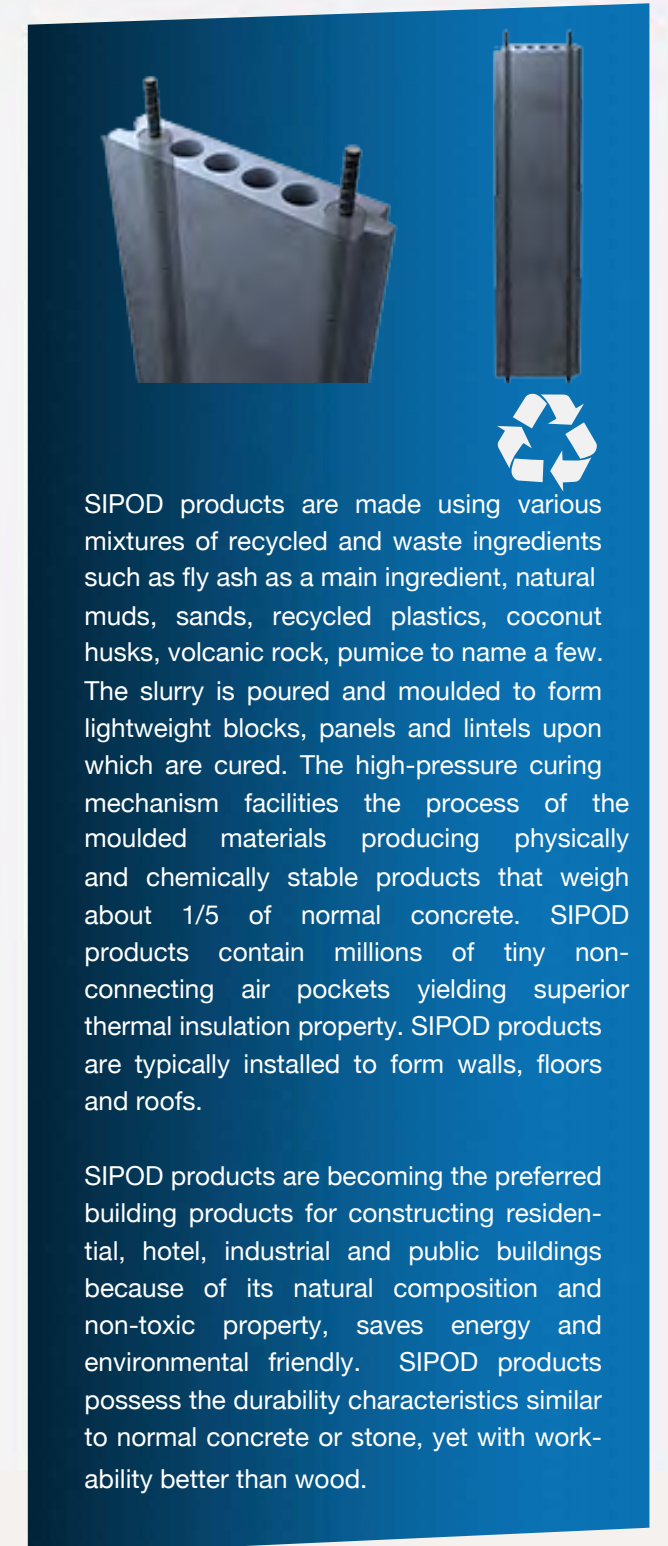 SIPOD products are made using various
mixtures of recycled and waste ingredients
such as fly ash as a main ingredient, natural
muds, sands, recycled plastics, coconut
husks, volcanic rock, pumice to name a few.
The slurry is poured and moulded to form
lightweight blocks, panels and lintels upon
which are cured. The high-pressure curing
mechanism facilities the process of the
moulded materials producing physically
and chemically stable products that weigh
about 1/5 of normal concrete. SIPOD
products contain millions of tiny non-
connecting air pockets yielding superior
thermal insulation property. SIPOD products
are typically installed to form walls, floors
and roofs.
SIPOD products are becoming the preferred
building products for constructing residen-
tial, hotel, industrial and public buildings
because of its natural composition and
non-toxic property, saves energy and
environmental friendly. SIPOD products
possess the durability characteristics similar
to normal concrete or stone, yet with work-
ability better than wood.